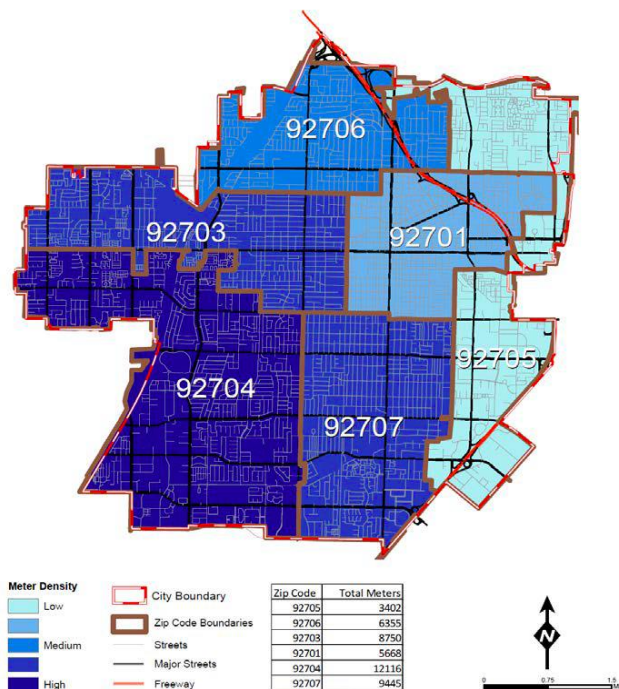 92706
92703
92701
92705
92704
92707
Meter Density
Low
Medium
High
City Boundary
Zip Code Boundaries
Streets
Major Streets
Freeway
Zip Code Total Meters
92705 3402
92706 6355
92703 8750
92701 5668
92704 12116
92707 9445
N
0 0.75 1.5